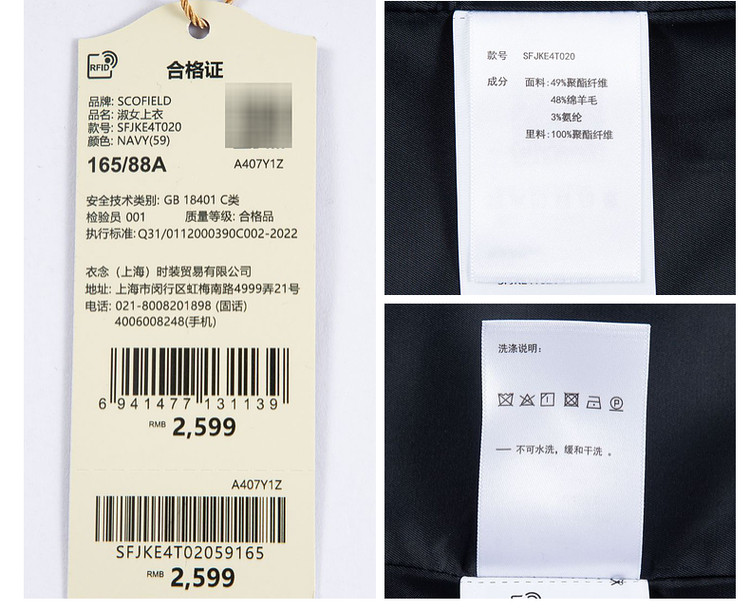 RFID
合格证
品牌: SCOFIELD
品名: 淑女上衣
款号: SFJKE4T020
颜色: NAVY(59)
165/88A
A407Y1Z
安全技术类别: GB 18401 C类
检验员 001 质量等级: 合格品
执行标准: Q31/0112000390C002-2022
衣念（上海）时装贸易有限公司
地址: 上海市闵行区虹梅南路4999弄21号
电话: 021-8008201898 (固话)
4006008248(手机)
6 941477 131139
RMB 2,599
A407Y1Z
SFJKE4T02059165
RMB 2,599
款号 SFJKE4T020
成分 面料:49%聚酯纤维
48%绵羊毛
3%氨纶
里料:100%聚酯纤维
洗涤说明:
P
— 不可水洗，缓和干洗 。